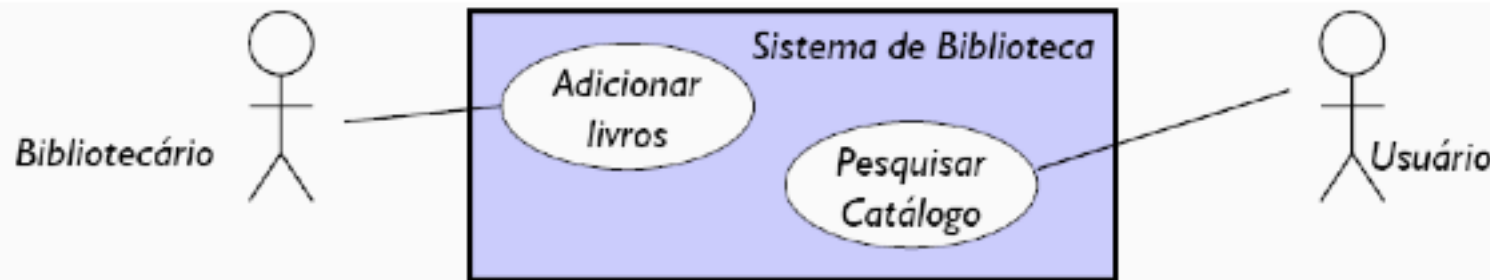 Sistema de Biblioteca
Adicionar
livros
Bibliotecário
Pesquisar
Catálogo
Usuário